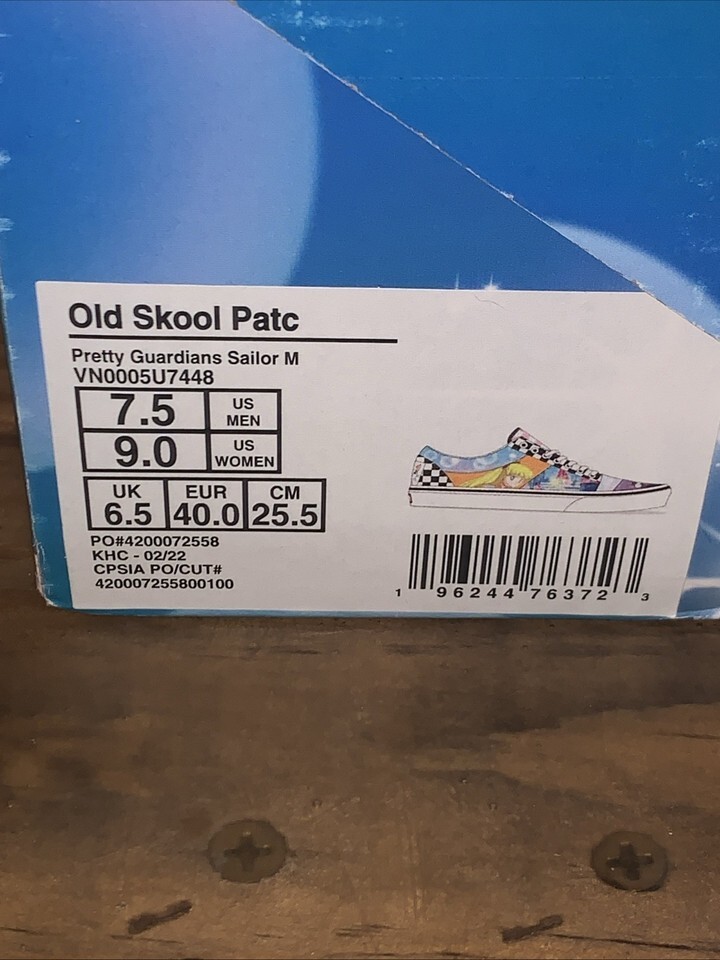 Old Skool Patc
Pretty Guardians Sailor M
VN0005U7448
7.5 US MEN
9.0 US WOMEN
UK EUR CM
6.5 40.0 25.5
PO#4200072558
KHC - 02/22
CPSIA PO/CUT#
420007255800100
1 96244 76372 3